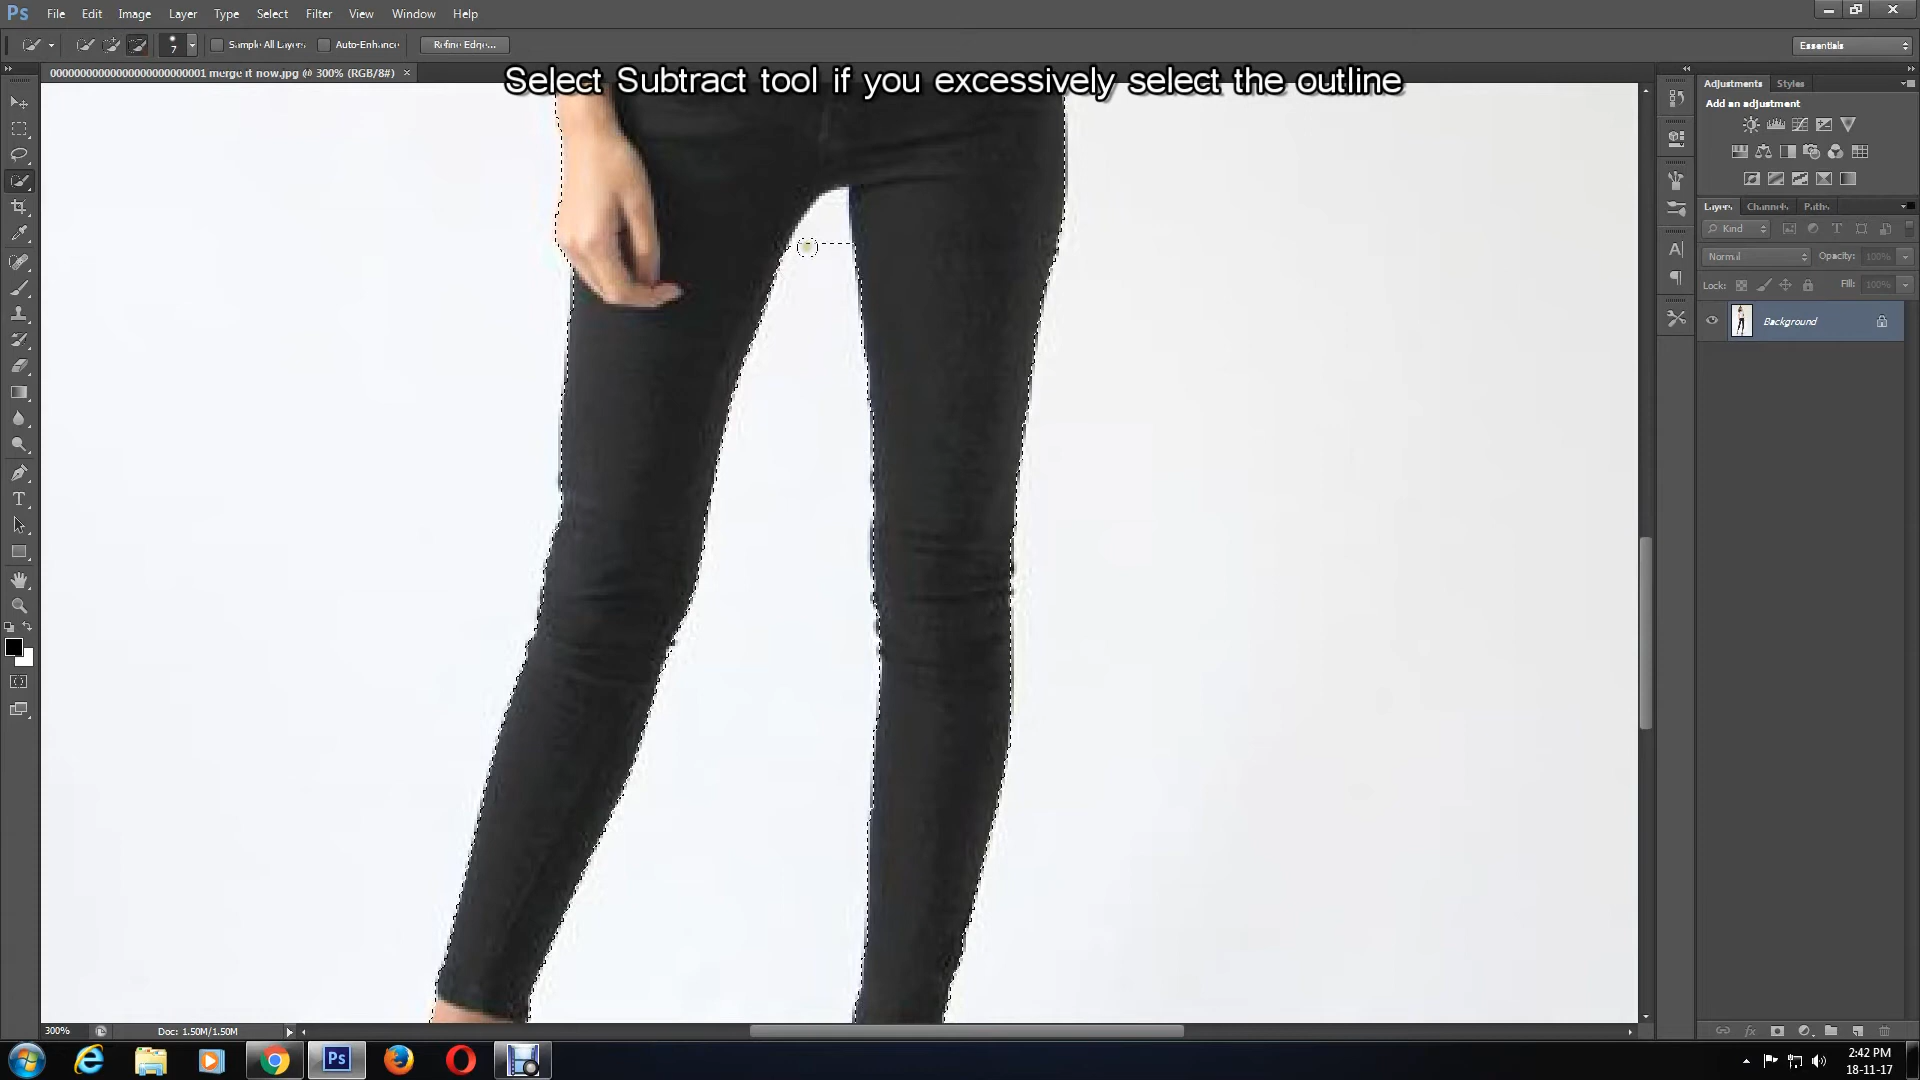 Ps File Edit Image Layer Type Select Filter View Window Help
7 Sample All Layers Auto-Enhance Refine Edge... Essentials
0000000000000000000000001 merge it now.jpg @ 300% (RGB/8#) ×
Select Subtract tool if you excessively select the outline
Adjustments Styles
Add an adjustment
Layers Channels Paths
Kind
Normal Opacity: 100%
Lock: Fill: 100%
Background
300% Doc: 1.50M/1.50M
Ps
2:42 PM
18-11-17